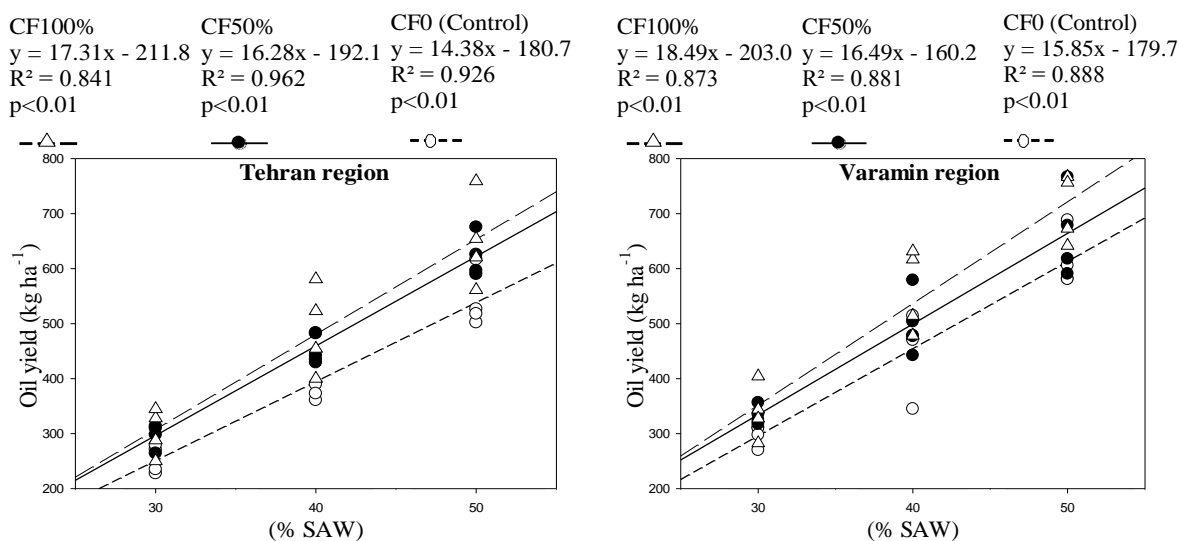 CF100%
y = 17.31x - 211.8
R² = 0.841
p<0.01
CF50%
y = 16.28x - 192.1
R² = 0.962
p<0.01
CF0 (Control)
y = 14.38x - 180.7
R² = 0.926
p<0.01
Tehran region
Oil yield (kg ha⁻¹)
800
700
600
500
400
300
200
30 40 50
(% SAW)
CF100%
y = 18.49x - 203.0
R² = 0.873
p<0.01
CF50%
y = 16.49x - 160.2
R² = 0.881
p<0.01
CF0 (Control)
y = 15.85x - 179.7
R² = 0.888
p<0.01
Varamin region
Oil yield (kg ha⁻¹)
800
700
600
500
400
300
200
30 40 50
(% SAW)